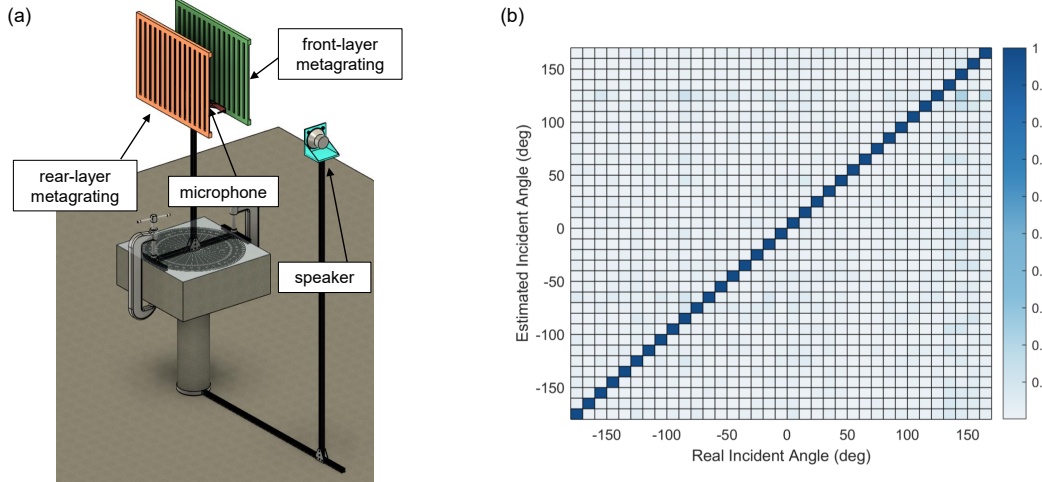 (a)
front-layer
metagrating
rear-layer
metagrating
microphone
speaker
(b)
Estimated Incident Angle (deg)
150
100
50
0
-50
-100
-150
-150
-100
-50
0
50
100
150
Real Incident Angle (deg)
1
0.
0.
0.
0.
0.
0.
0.
0.
0.